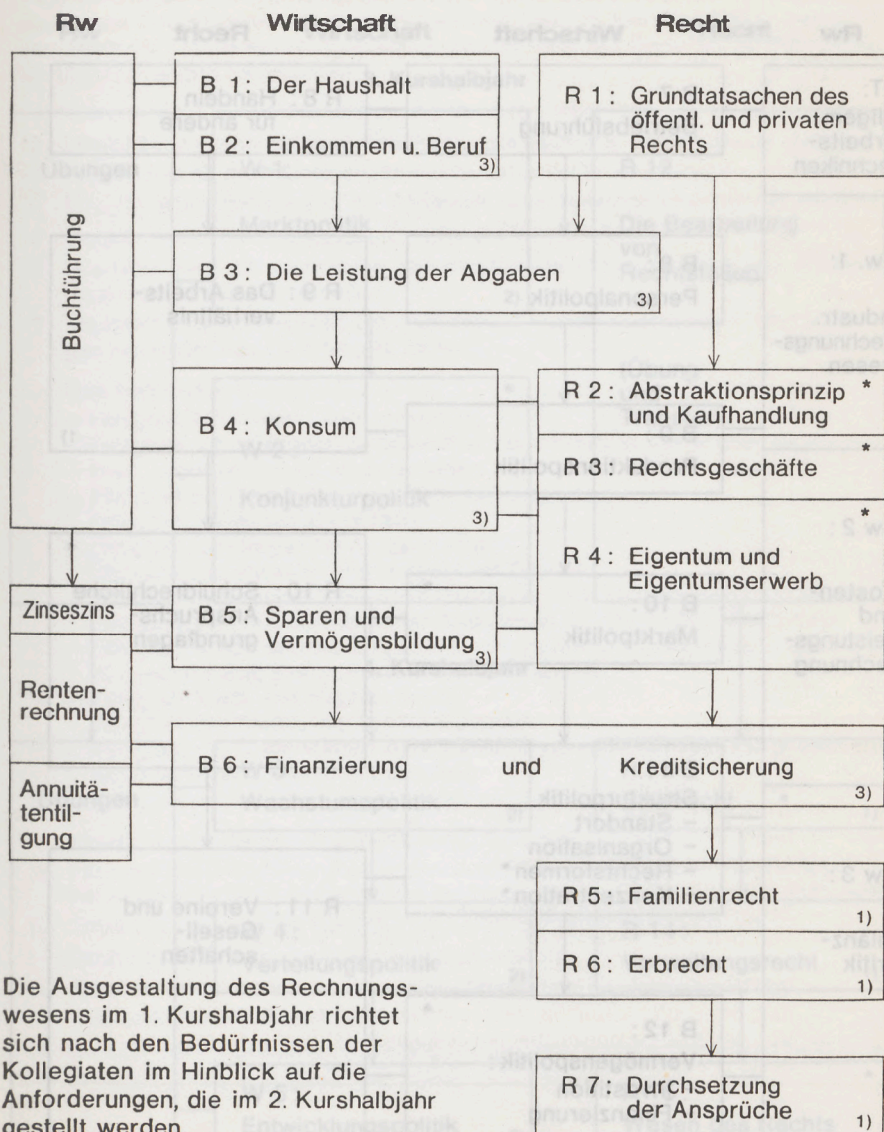 Rw Wirtschaft Recht
B 1 : Der Haushalt
B 2 : Einkommen u. Beruf
3)
R 1 : Grundtatsachen des
öffentl. und privaten
Rechts
Buchführung
B 3 : Die Leistung der Abgaben
3)
B 4 : Konsum
3)
R 2 : Abstraktionsprinzip *
und Kaufhandlung
R 3 : Rechtsgeschäfte *
R 4 : Eigentum und *
Eigentumserwerb
Zinseszins
B 5 : Sparen und
Vermögensbildung
3)
Renten-
rechnung
B 6 : Finanzierung und Kreditsicherung
3)
Annuitä-
tentil-
gung
R 5 : Familienrecht
1)
R 6 : Erbrecht
1)
R 7 : Durchsetzung
der Ansprüche
1)
Die Ausgestaltung des Rechnungs-
wesens im 1. Kurshalbjahr richtet
sich nach den Bedürfnissen der
Kollegiaten im Hinblick auf die
Anforderungen, die im 2. Kurshalbjahr
gestellt werden